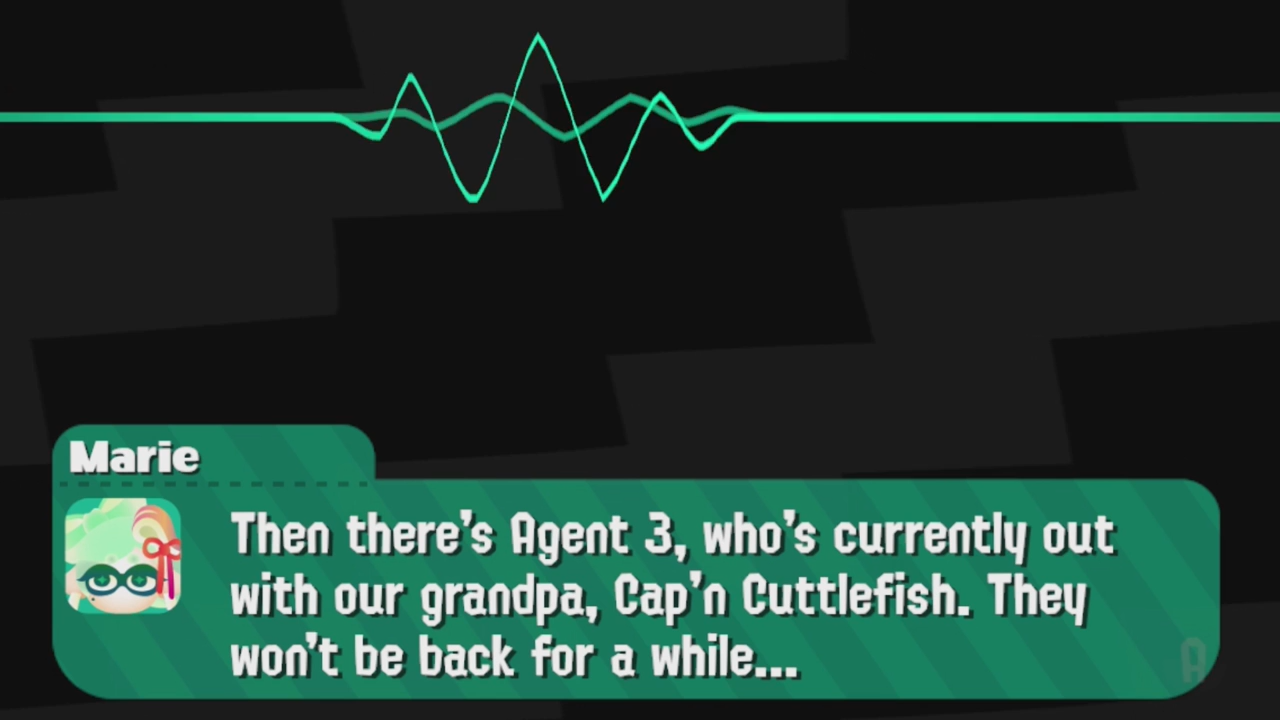 Marie
Then there's Agent 3, who's currently out
with our grandpa, Cap'n Cuttlefish. They
won't be back for a while...
A